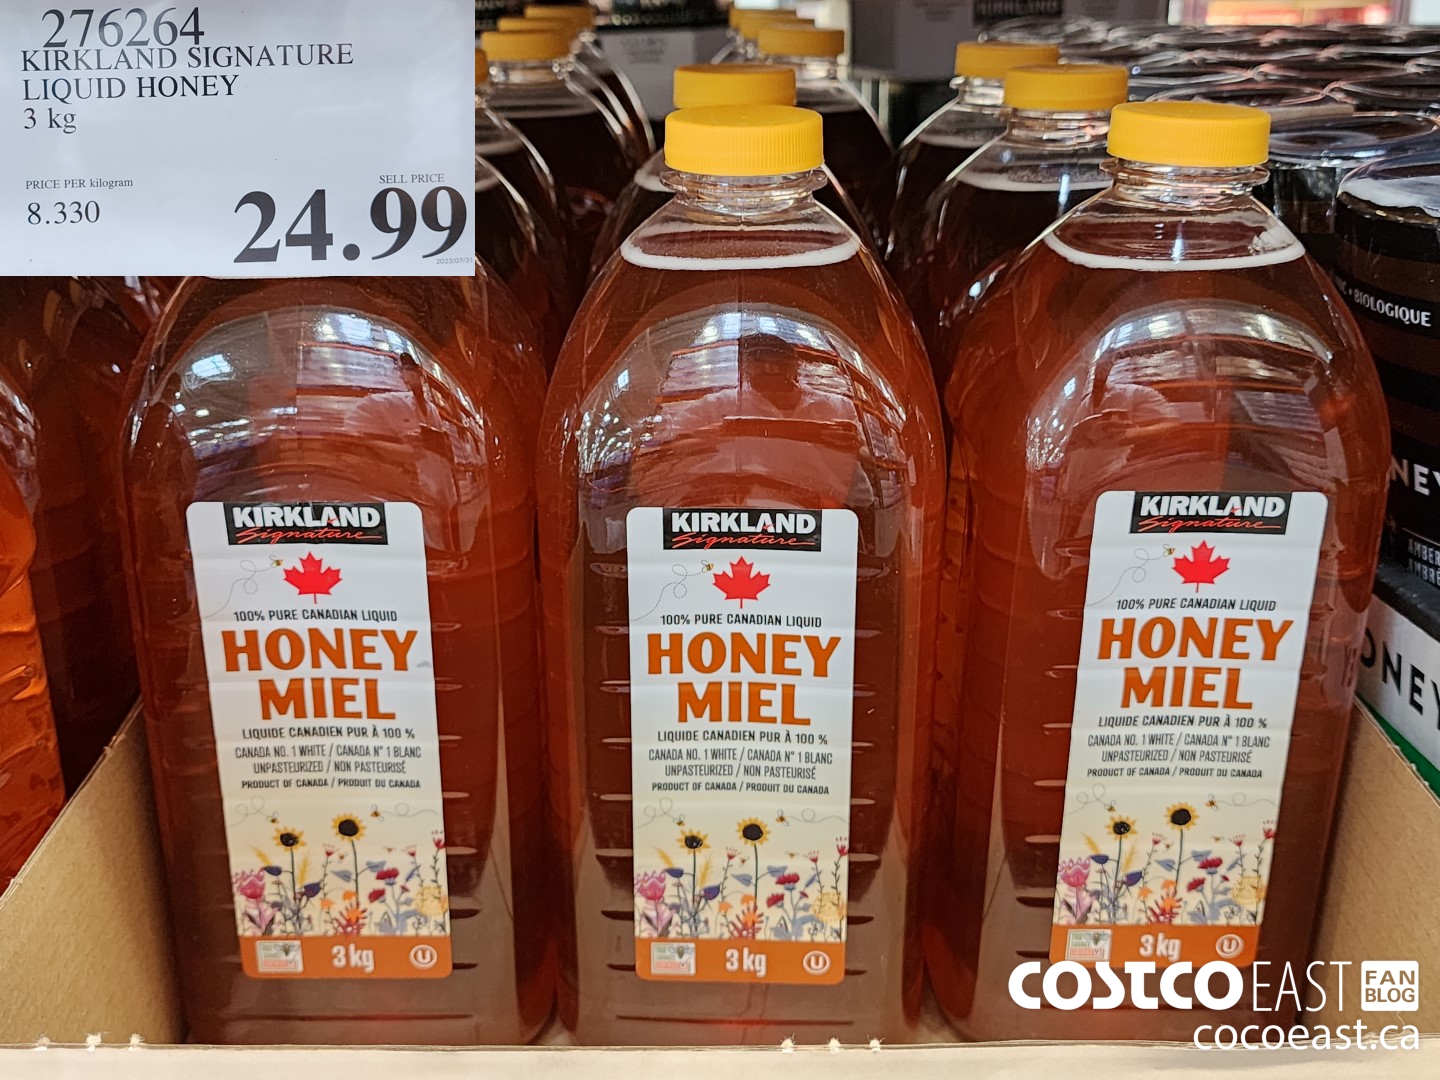 276264
KIRKLAND SIGNATURE
LIQUID HONEY
3 kg
PRICE PER kilogram
8.330
SELL PRICE
24.99
2023/07/31
KIRKLAND
Signature
100% PURE CANADIAN LIQUID
HONEY
MIEL
LIQUIDE CANADIEN PUR À 100 %
CANADA NO. 1 WHITE / CANADA N° 1 BLANC
UNPASTEURIZED / NON PASTEURISÉ
PRODUCT OF CANADA / PRODUIT DU CANADA
3 kg
U
KIRKLAND
Signature
100% PURE CANADIAN LIQUID
HONEY
MIEL
LIQUIDE CANADIEN PUR À 100 %
CANADA NO. 1 WHITE / CANADA N° 1 BLANC
UNPASTEURIZED / NON PASTEURISÉ
PRODUCT OF CANADA / PRODUIT DU CANADA
3 kg
U
KIRKLAND
Signature
100% PURE CANADIAN LIQUID
HONEY
MIEL
LIQUIDE CANADIEN PUR À 100 %
CANADA NO. 1 WHITE / CANADA N° 1 BLANC
UNPASTEURIZED / NON PASTEURISÉ
PRODUCT OF CANADA / PRODUIT DU CANADA
3 kg
U
• BIOLOGIQUE
COSTCO EAST FAN BLOG
cocoeast.ca